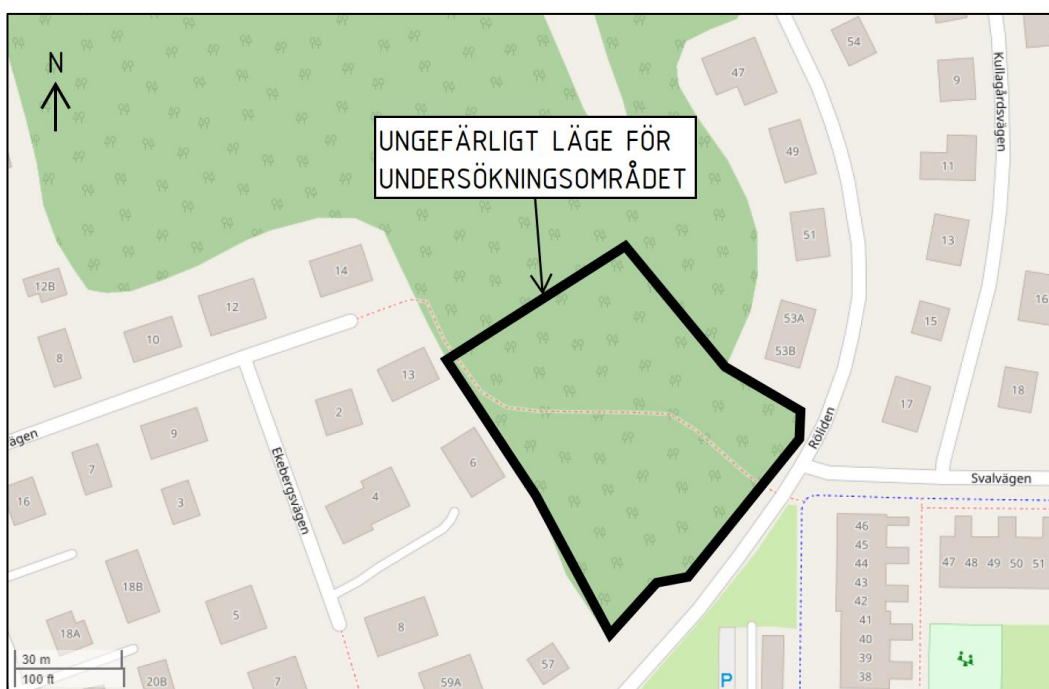 N
UNGEFÄRLIGT LÄGE FÖR
UNDERSÖKNINGSOMRÅDET
47
54
9
Kullagårdsvägen
49
11
51
13
12B
14
12
16
10
8
53A
53B
15
13
2
17
18
ägen
9
Röliden
7
6
Ekebergsvägen
Svalvägen
16
3
4
46
45
44
43
42
41
40
39
38
47 48 49 50 51
18B
5
18A
8
30 m
100 ft
20B
7
59A
57
P